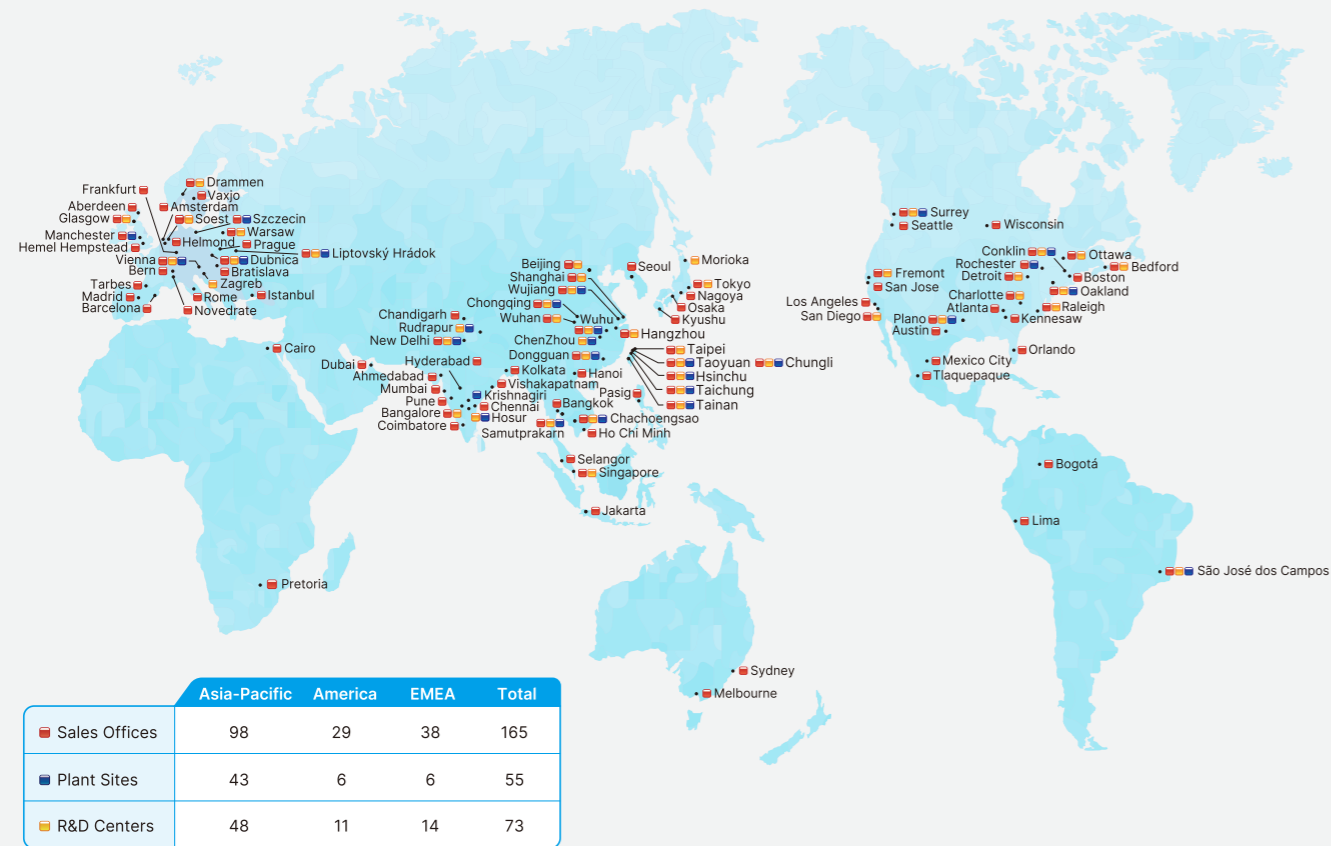 Frankfurt
Drammen
Vaxjo
Aberdeen
Amsterdam
Glasgow
Soest
Szczecin
Manchester
Warsaw
Hemel Hempstead
Helmond
Prague
Liptovský Hrádok
Vienna
Dubnica
Bern
Bratislava
Tarbes
Zagreb
Madrid
Rome
Istanbul
Barcelona
Novedrate
Cairo
Dubai
Pretoria
Beijing
Seoul
Morioka
Shanghai
Wujiang
Tokyo
Nagoya
Chongqing
Osaka
Chandigarh
Wuhan
Wuhu
Kyushu
Rudrapur
Hangzhou
New Delhi
ChenZhou
Taipei
Hyderabad
Dongguan
Taoyuan
Chungli
Kolkata
Hanoi
Hsinchu
Ahmedabad
Vishakapatnam
Taichung
Mumbai
Krishnagiri
Pasig
Pune
Chennai
Bangkok
Tainan
Bangalore
Hosur
Chachoengsao
Coimbatore
Samutprakarn
Ho Chi Minh
Selangor
Singapore
Jakarta
Sydney
Melbourne
Surrey
Seattle
Wisconsin
Conklin
Ottawa
Rochester
Bedford
Fremont
Detroit
Boston
San Jose
Oakland
Los Angeles
Charlotte
Raleigh
San Diego
Atlanta
Plano
Kennesaw
Austin
Orlando
Mexico City
Tlaquepaque
Bogotá
Lima
São José dos Campos
Asia-Pacific America EMEA Total
Sales Offices 98 29 38 165
Plant Sites 43 6 6 55
R&D Centers 48 11 14 73